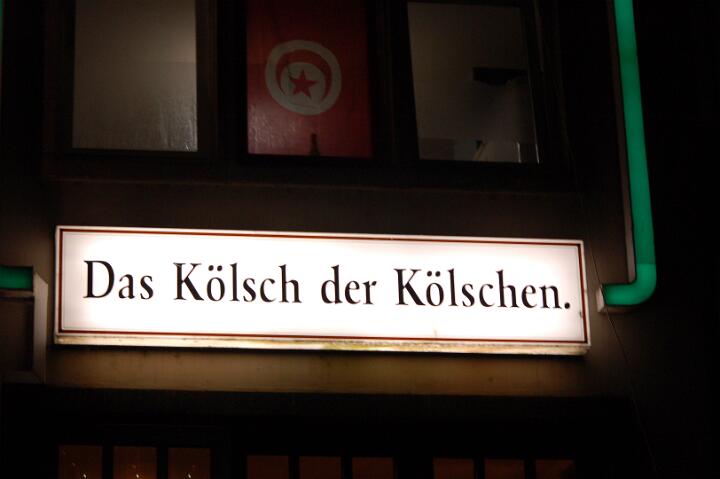 Das Kölsch der Kölschen.